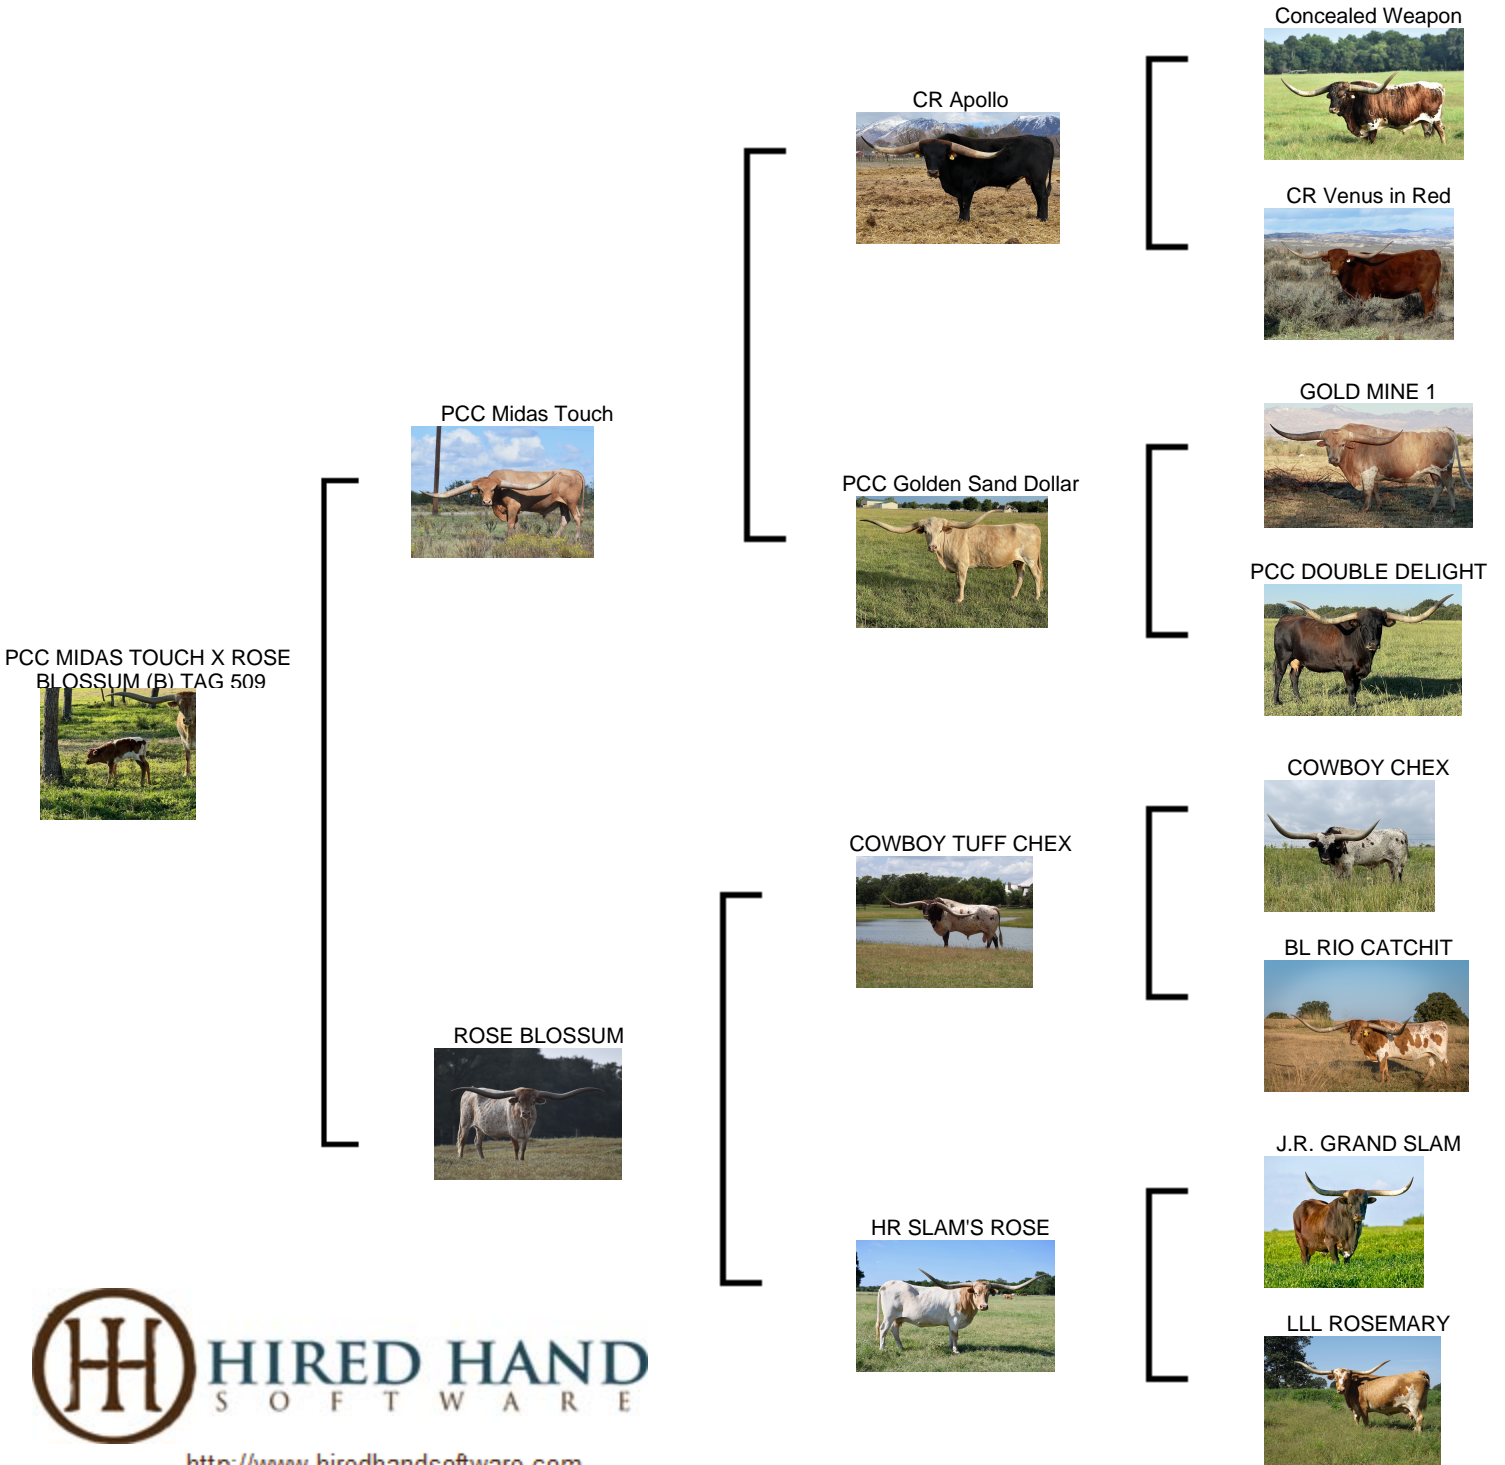 Concealed Weapon
CR Apollo
CR Venus in Red
GOLD MINE 1
PCC Midas Touch
PCC Golden Sand Dollar
PCC DOUBLE DELIGHT
PCC MIDAS TOUCH X ROSE
BLOSSUM (B) TAG 509
COWBOY CHEX
COWBOY TUFF CHEX
BL RIO CATCHIT
ROSE BLOSSUM
J.R. GRAND SLAM
HR SLAM'S ROSE
LLL ROSEMARY
HIRED HAND
SOFTWARE
http://www.hiredhandsoftware.com